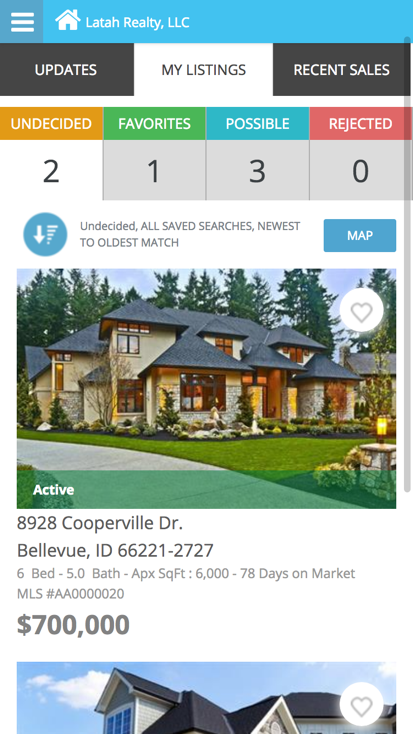 Latah Realty, LLC
UPDATES
MY LISTINGS
RECENT SALES
UNDECIDED
FAVORITES
POSSIBLE
REJECTED
2
1
3
0
Undecided, ALL SAVED SEARCHES, NEWEST
TO OLDEST MATCH
MAP
Active
8928 Cooperville Dr.
Bellevue, ID 66221-2727
6 Bed - 5.0 Bath - Apx SqFt : 6,000 - 78 Days on Market
MLS #AA0000020
$700,000